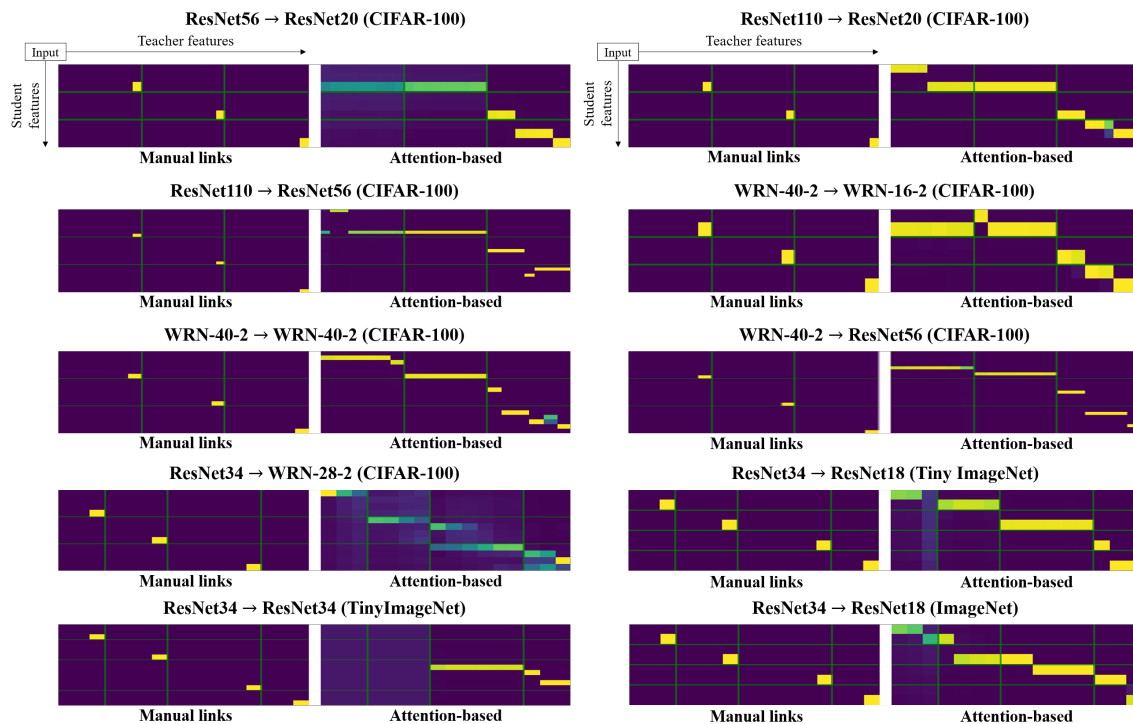 ResNet56 → ResNet20 (CIFAR-100)
Input
Teacher features
Student features
Manual links
Attention-based
ResNet110 → ResNet20 (CIFAR-100)
Input
Teacher features
Student features
Manual links
Attention-based
ResNet110 → ResNet56 (CIFAR-100)
Manual links
Attention-based
WRN-40-2 → WRN-16-2 (CIFAR-100)
Manual links
Attention-based
WRN-40-2 → WRN-40-2 (CIFAR-100)
Manual links
Attention-based
WRN-40-2 → ResNet56 (CIFAR-100)
Manual links
Attention-based
ResNet34 → WRN-28-2 (CIFAR-100)
Manual links
Attention-based
ResNet34 → ResNet18 (Tiny ImageNet)
Manual links
Attention-based
ResNet34 → ResNet34 (TinyImageNet)
Manual links
Attention-based
ResNet34 → ResNet18 (ImageNet)
Manual links
Attention-based